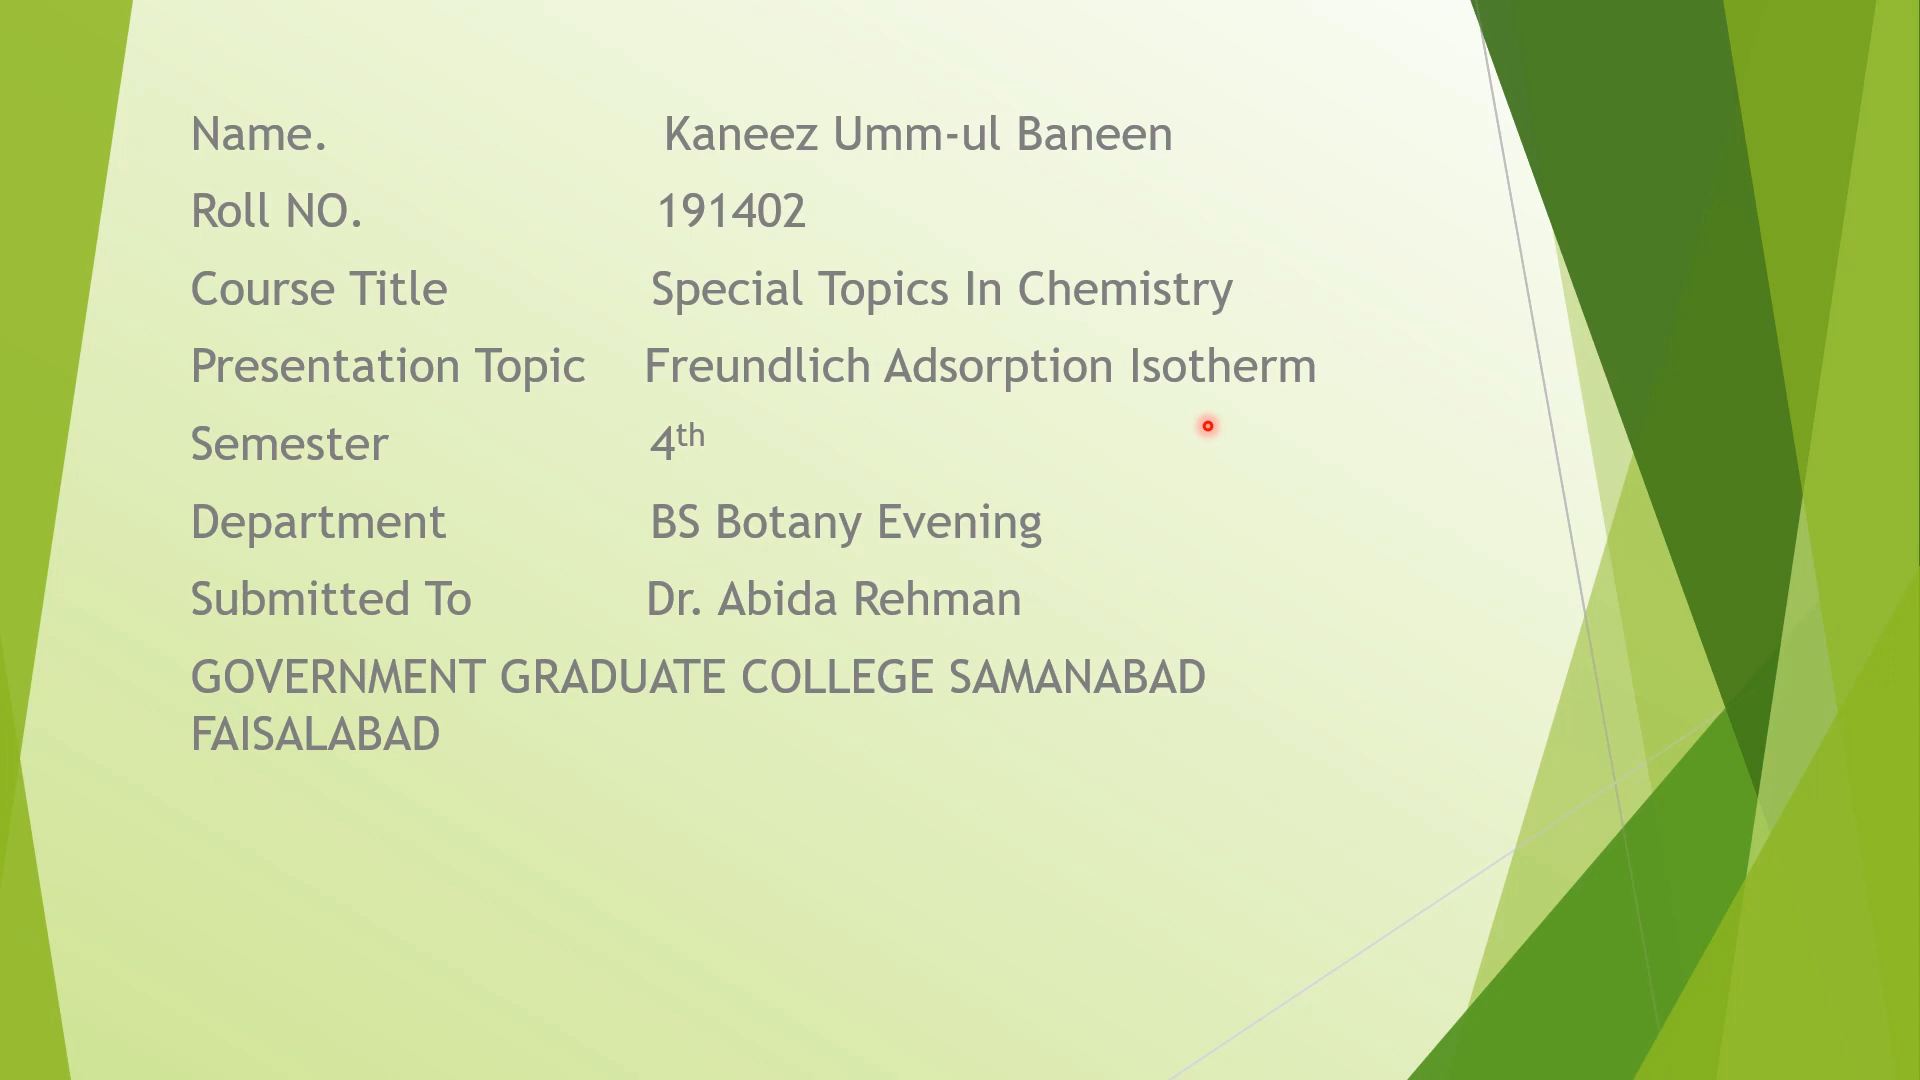 Name. Kaneez Umm-ul Baneen
Roll NO. 191402
Course Title Special Topics In Chemistry
Presentation Topic Freundlich Adsorption Isotherm
Semester 4th
Department BS Botany Evening
Submitted To Dr. Abida Rehman
GOVERNMENT GRADUATE COLLEGE SAMANABAD
FAISALABAD